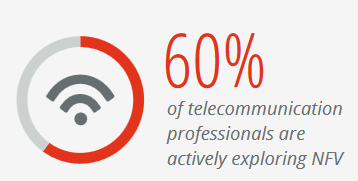 60%
of telecommunication
professionals are
actively exploring NFV